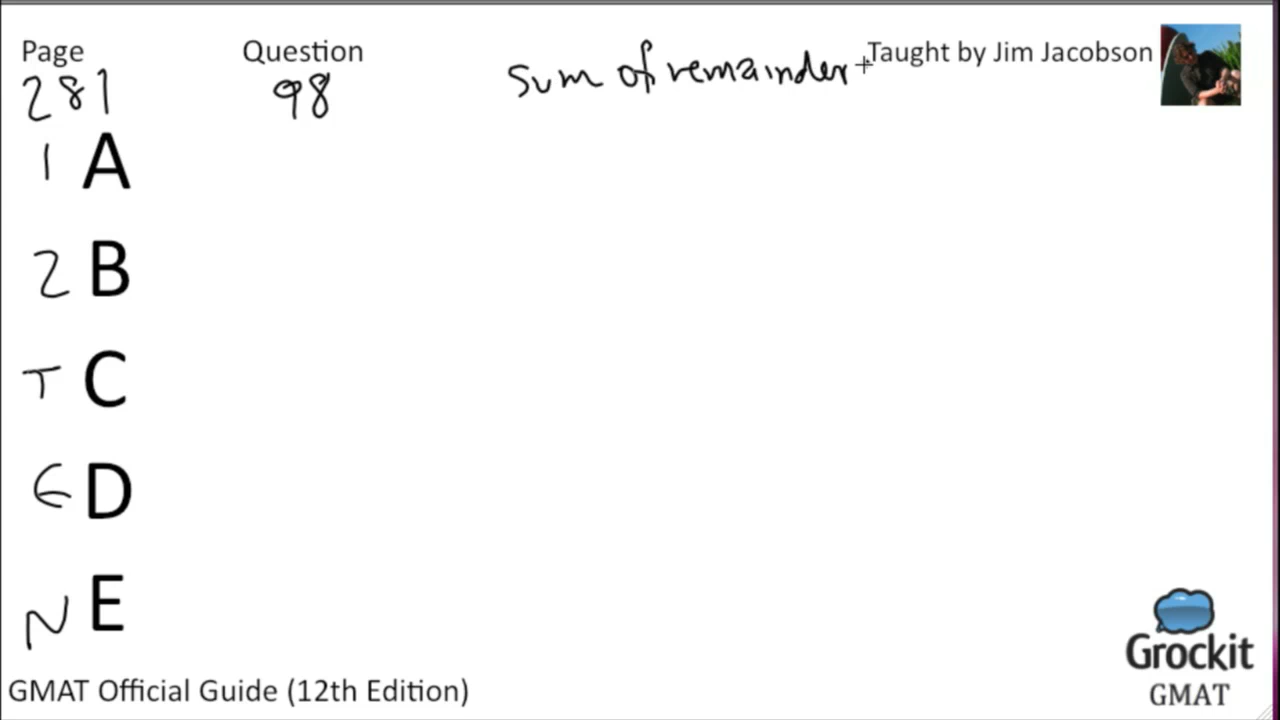 Page Question sum of remainder Taught by Jim Jacobson
281 98
1 A
2 B
T C
E D
N E
Grockit
GMAT
GMAT Official Guide (12th Edition)